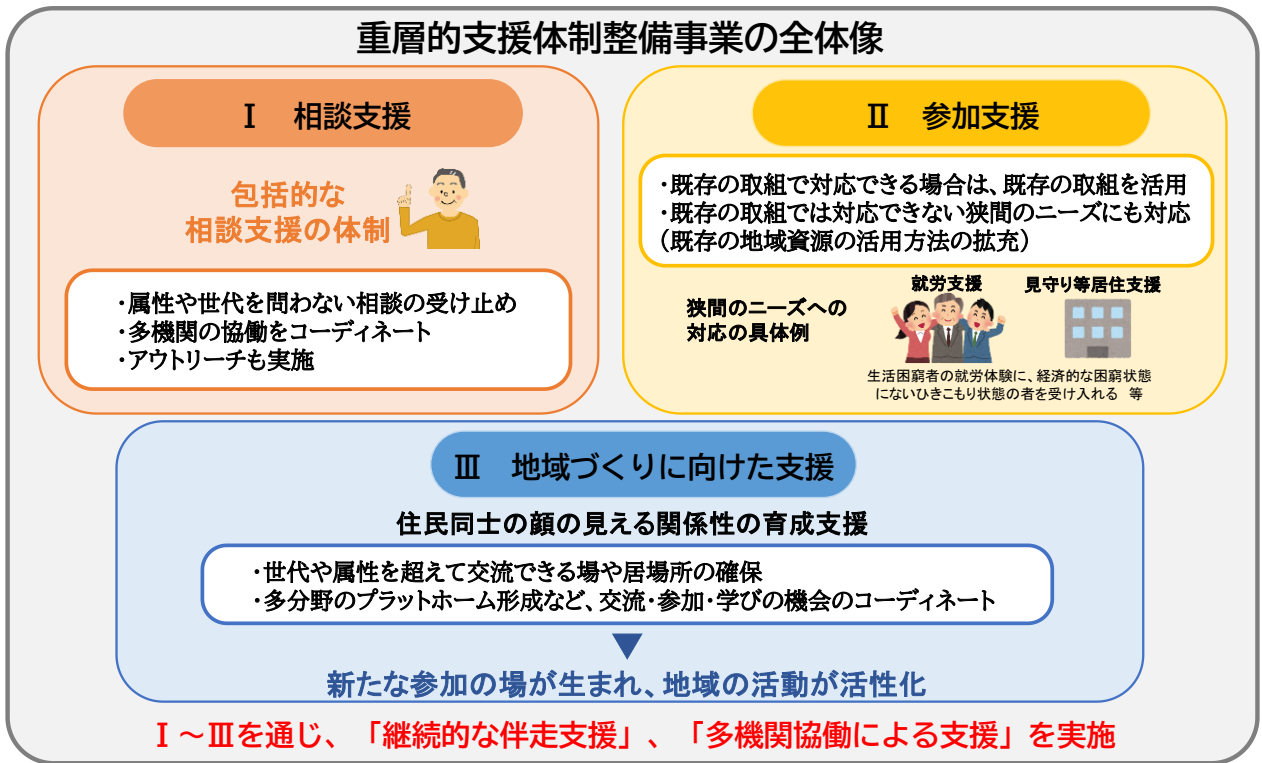 重層的支援体制整備事業の全体像
Ⅰ 相談支援
包括的な
相談支援の体制
・属性や世代を問わない相談の受け止め
・多機関の協働をコーディネート
・アウトリーチも実施
Ⅱ 参加支援
・既存の取組で対応できる場合は、既存の取組を活用
・既存の取組では対応できない狭間のニーズにも対応
（既存の地域資源の活用方法の拡充）
狭間のニーズへの
対応の具体例
就労支援
見守り等居住支援
生活困窮者の就労体験に、経済的な困窮状態
にないひきこもり状態の者を受け入れる 等
Ⅲ 地域づくりに向けた支援
住民同士の顔の見える関係性の育成支援
・世代や属性を超えて交流できる場や居場所の確保
・多分野のプラットホーム形成など、交流・参加・学びの機会のコーディネート
新たな参加の場が生まれ、地域の活動が活性化
Ⅰ～Ⅲを通じ、「継続的な伴走支援」、「多機関協働による支援」を実施